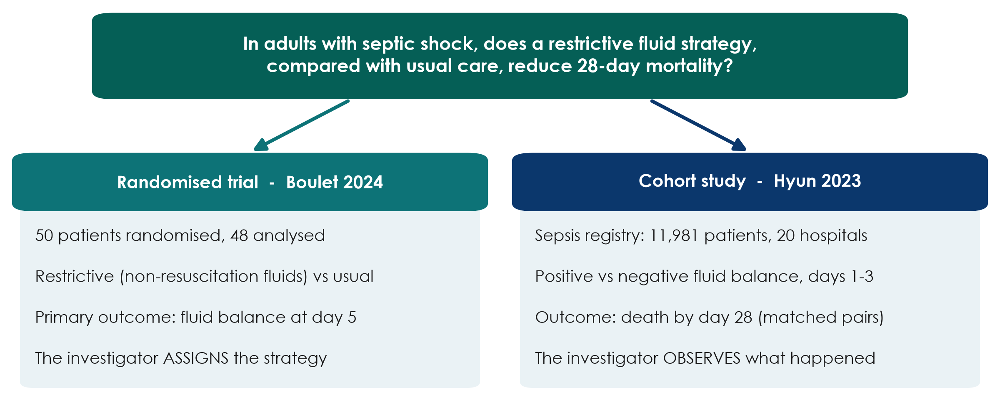 In adults with septic shock, does a restrictive fluid strategy,
compared with usual care, reduce 28-day mortality?
Randomised trial - Boulet 2024
50 patients randomised, 48 analysed
Restrictive (non-resuscitation fluids) vs usual
Primary outcome: fluid balance at day 5
The investigator ASSIGNS the strategy
Cohort study - Hyun 2023
Sepsis registry: 11,981 patients, 20 hospitals
Positive vs negative fluid balance, days 1-3
Outcome: death by day 28 (matched pairs)
The investigator OBSERVES what happened